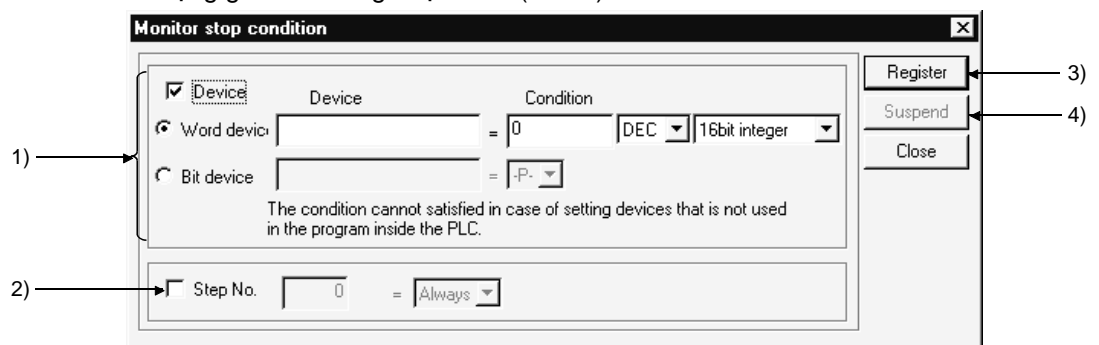 Monitor stop condition
Register
3)
Device
Device
Condition
Suspend
4)
Word devic
= 0
DEC
16bit integer
1)
Close
Bit device
= -P-
The condition cannot satisfied in case of setting devices that is not used
in the program inside the PLC.
2)
Step No.
0
= Always